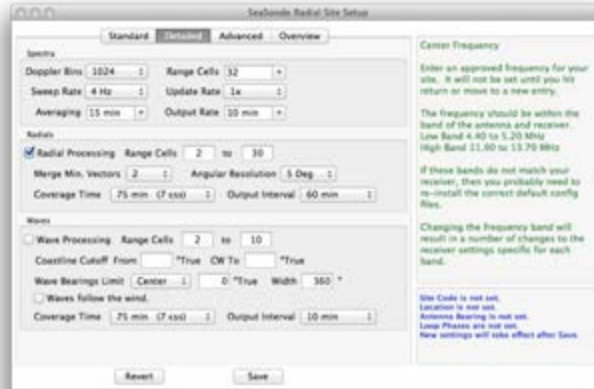 SeaSonde Radial Site Setup
Standard Detailed Advanced Overview
Spectra
Doppler Bins 1024 Range Cells 32
Sweep Rate 4 Hz Update Rate 1x
Averaging 15 min Output Rate 10 min
Radials
Radial Processing Range Cells 2 to 30
Merge Min. Vectors 2 Angular Resolution 5 Deg
Coverage Time 75 min (7 css) Output Interval 60 min
Waves
Wave Processing Range Cells 2 to 10
Coastline Cutoff From °True CW To °True
Wave Bearings Limit Center 0 °True Width 360 °
Waves follow the wind.
Coverage Time 75 min (7 css) Output Interval 10 min
Revert Save
Center Frequency
Enter an approved frequency for your
site. It will not be set until you hit
return or move to a new entry.
The frequency should be within the
band of the antenna and receiver.
Low Band 4.40 to 5.20 MHz
High Band 11.00 to 13.70 MHz
If these bands do not match your
receiver, then you probably need to
re-install the correct default config
files.
Changing the Frequency band will
result in a number of changes to the
receiver settings specific for each
band.
Site Code is not set.
Location is not set.
Antenna Bearing is not set.
Loop Phases are not set.
New settings will take effect after Save.